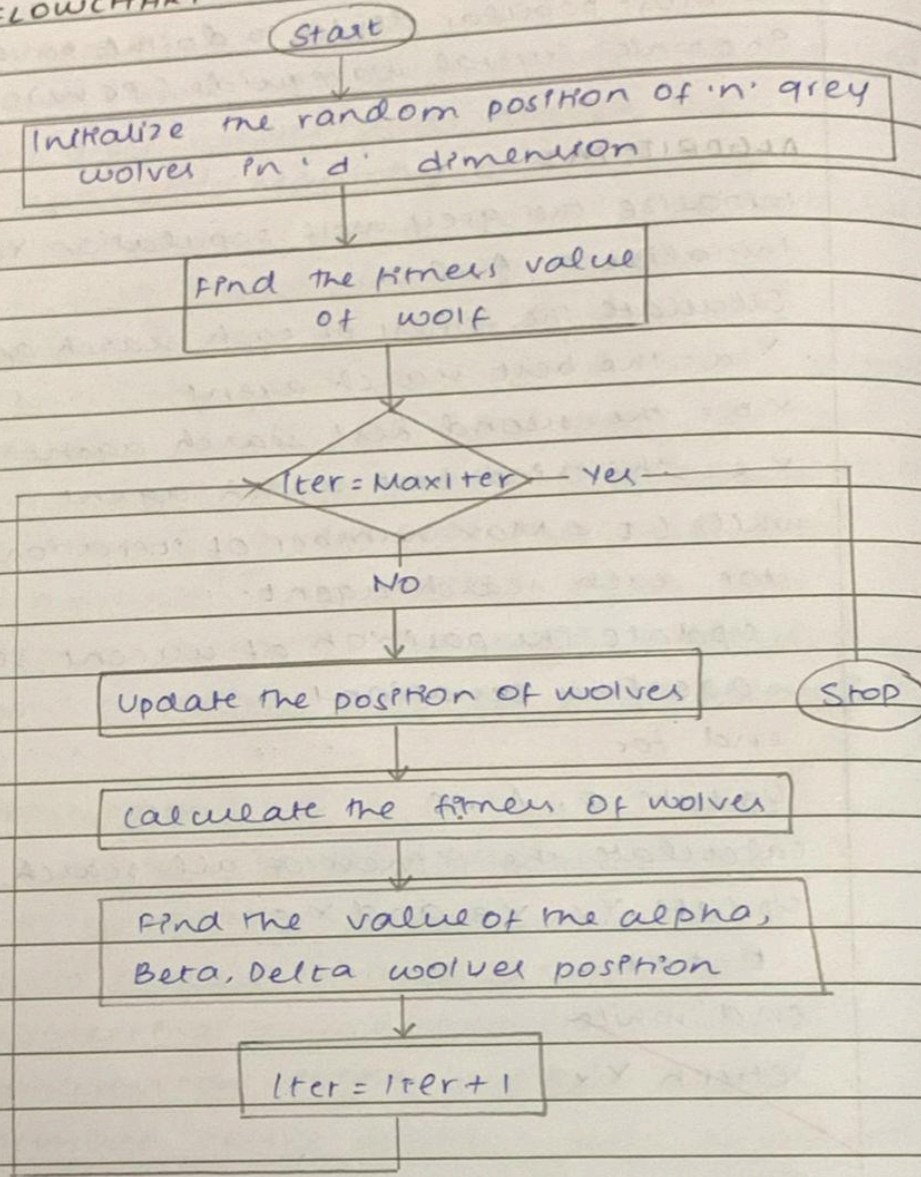 FLOWCHART
Start
Initialize the random position of 'n' grey
wolves in 'd' dimension
Find the fitness value
of wolf
Iter = Maxiter
Yes
NO
Update the position of wolves
Stop
Calculate the fitness of wolves
Find the value of the alpha,
Beta, Delta wolves position
Iter = Iter + 1